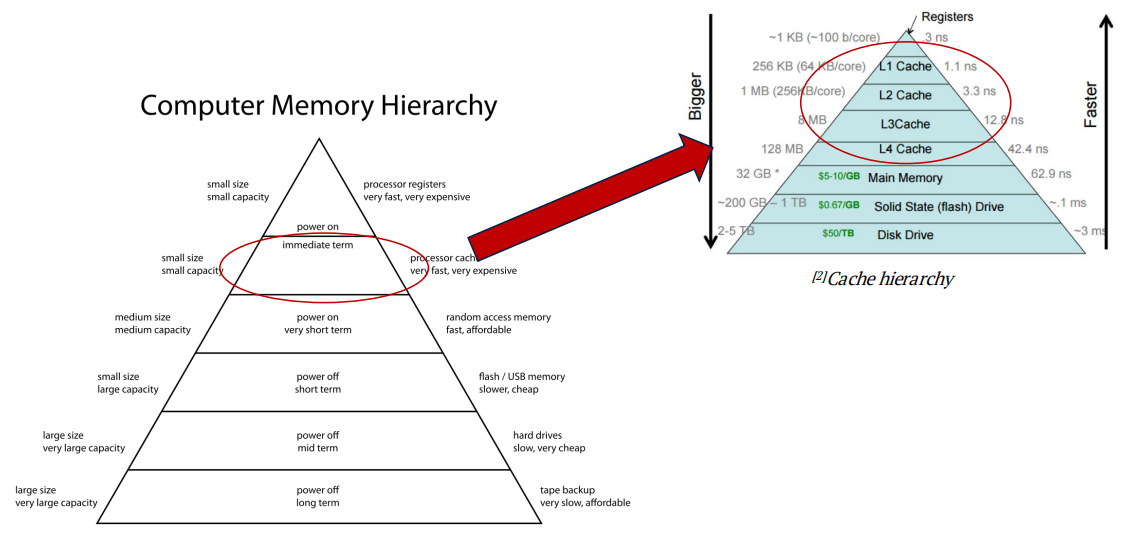 Computer Memory Hierarchy
small size
small capacity
processor registers
very fast, very expensive
power on
immediate term
small size
small capacity
processor cach
very fast, very expensive
medium size
medium capacity
power on
very short term
random access memory
fast, affordable
small size
large capacity
power off
short term
flash / USB memory
slower, cheap
large size
very large capacity
power off
mid term
hard drives
slow, very cheap
large size
very large capacity
power off
long term
tape backup
very slow, affordable
Bigger
Faster
Registers
~1 KB (~100 b/core)
.3 ns
256 KB (64 KB/core)
L1 Cache
1.1 ns
1 MB (256KB/core)
L2 Cache
3.3 ns
8 MB
L3Cache
12.8 ns
128 MB
L4 Cache
42.4 ns
32 GB *
$5-10/GB
Main Memory
62.9 ns
~200 GB – 1 TB
$0.67/GB
Solid State (flash) Drive
~.1 ms
2-5 TB
$50/TB
Disk Drive
~3 ms
[2]Cache hierarchy